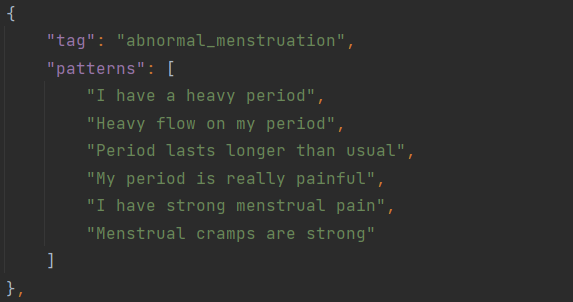 {
    "tag": "abnormal_menstruation",
    "patterns": [
        "I have a heavy period",
        "Heavy flow on my period",
        "Period lasts longer than usual",
        "My period is really painful",
        "I have strong menstrual pain",
        "Menstrual cramps are strong"
    ]
},